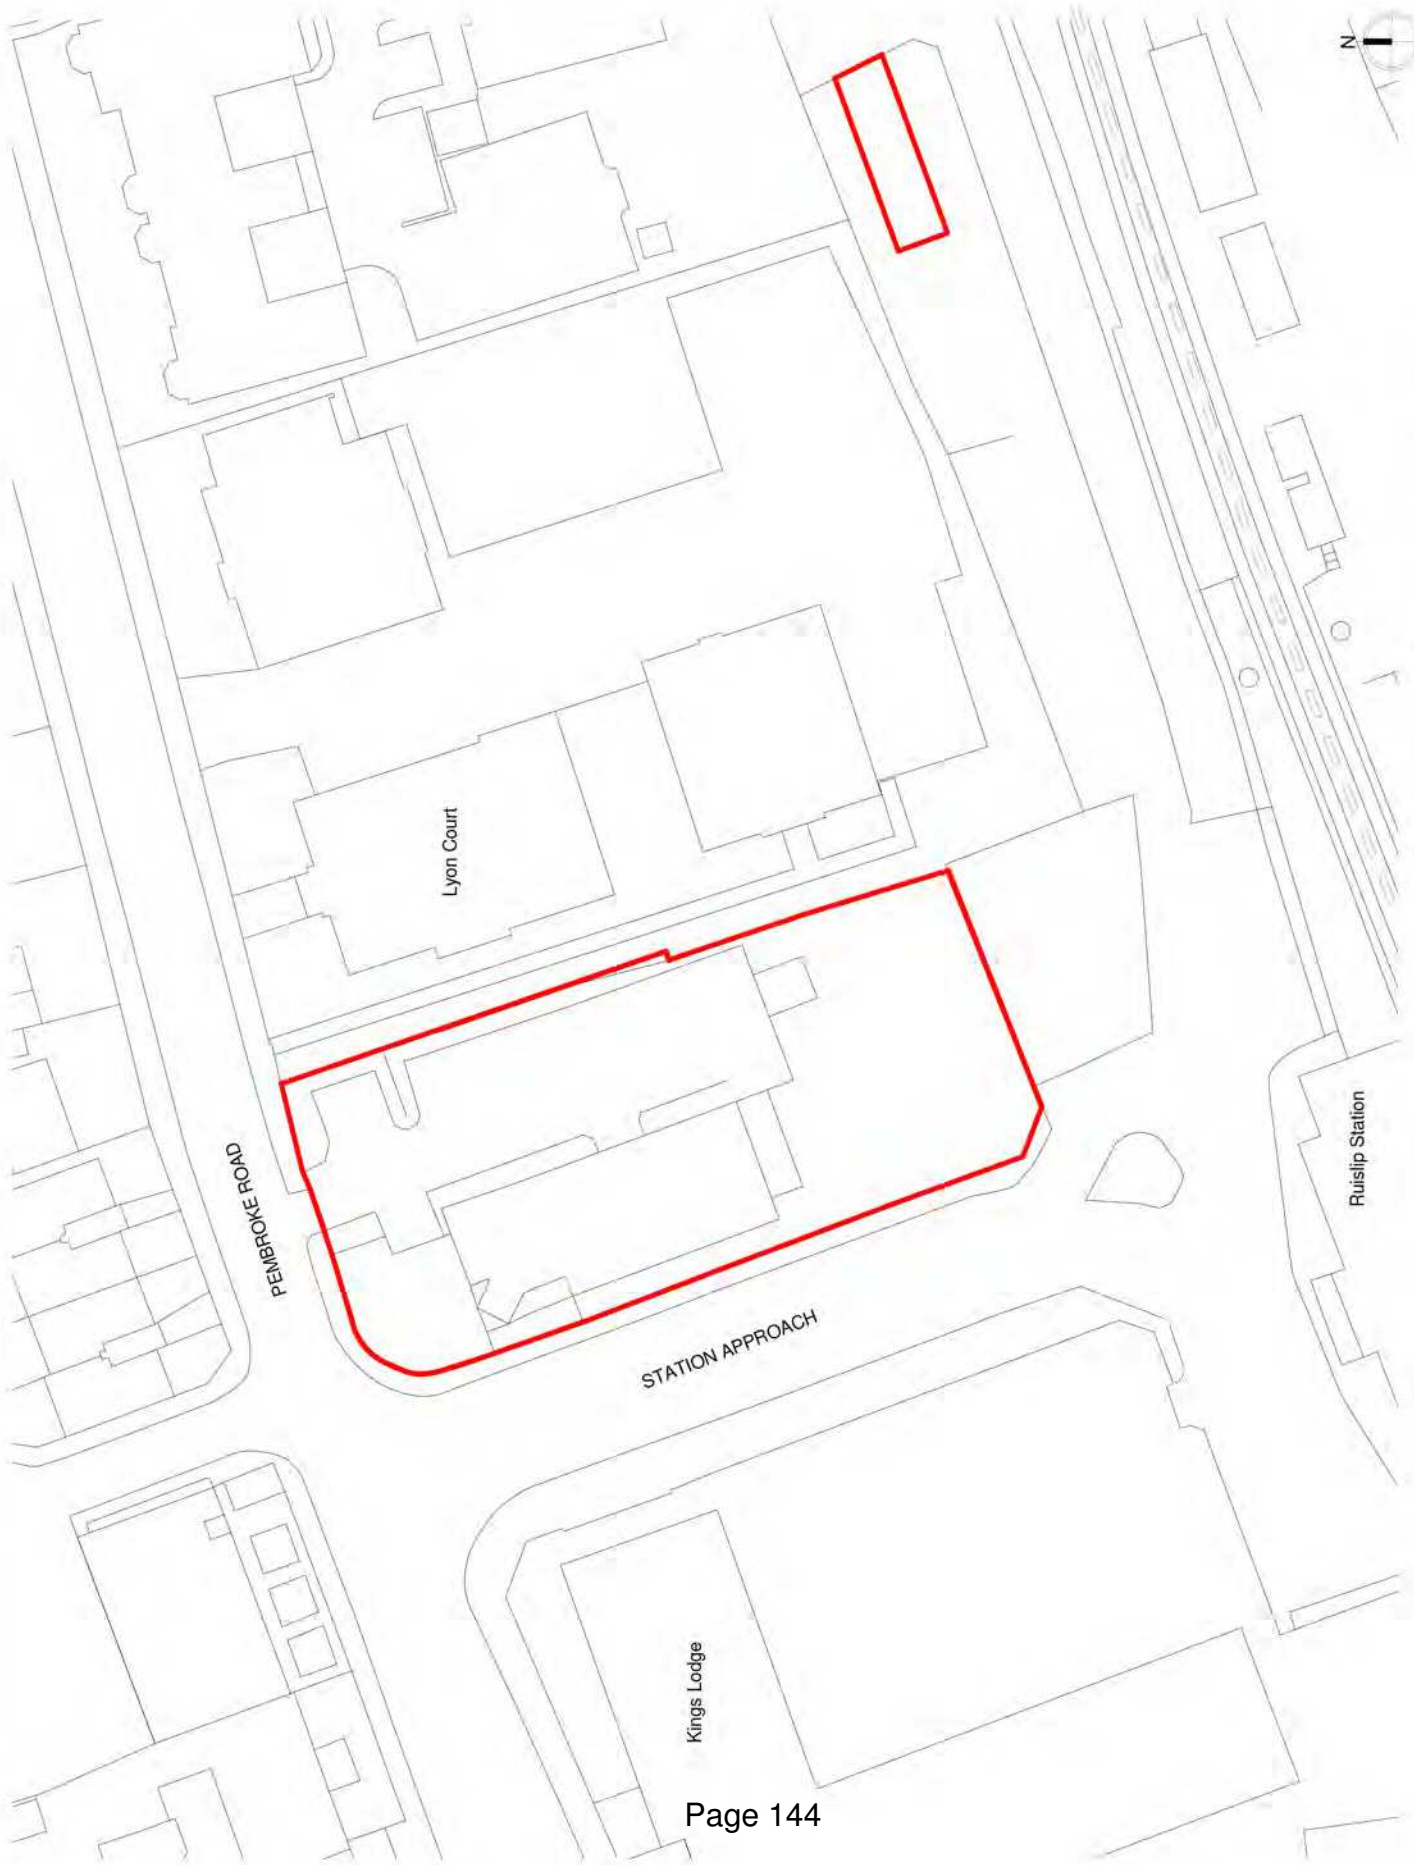 N
Lyon Court
PEMBROKE ROAD
STATION APPROACH
Ruislip Station
Kings Lodge
Page 144